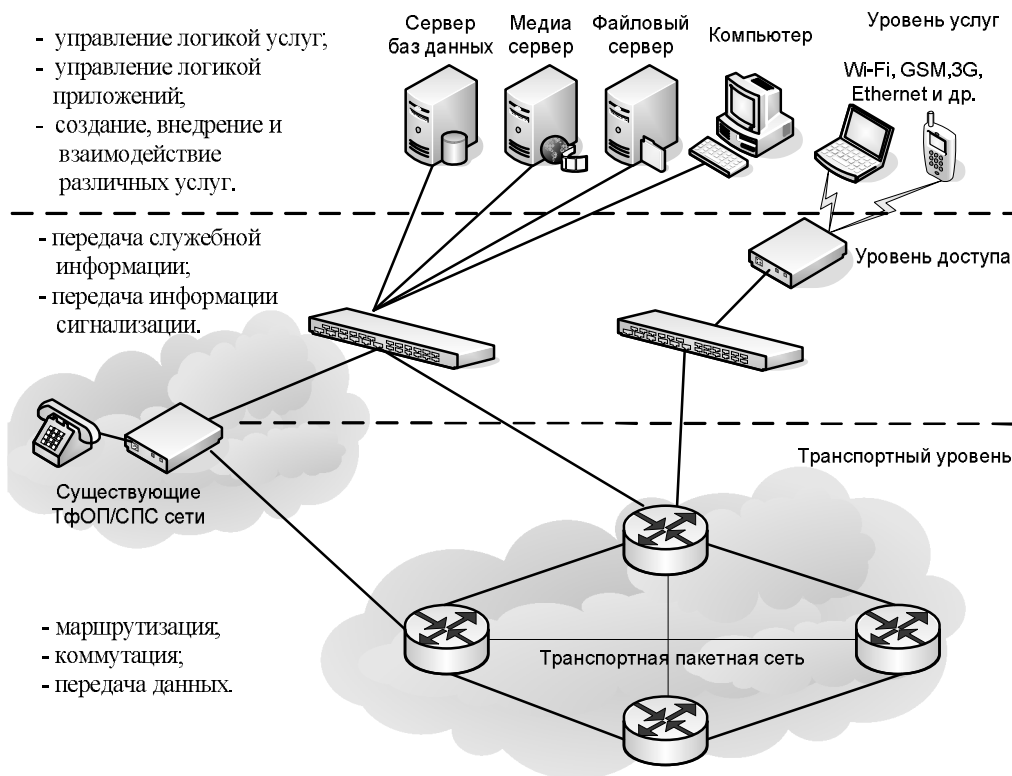 - управление логикой услуг;
- управление логикой
приложений;
- создание, внедрение и
взаимодействие
различных услуг.
Сервер
баз данных
Медиа
сервер
Файловый
сервер
Компьютер
Уровень услуг
Wi-Fi, GSM,3G,
Ethernet и др.
- передача служебной
информации;
- передача информации
сигнализации.
Уровень доступа
Существующие
ТфОП/СПС сети
Транспортный уровень
- маршрутизация;
- коммутация;
- передача данных.
Транспортная пакетная сеть